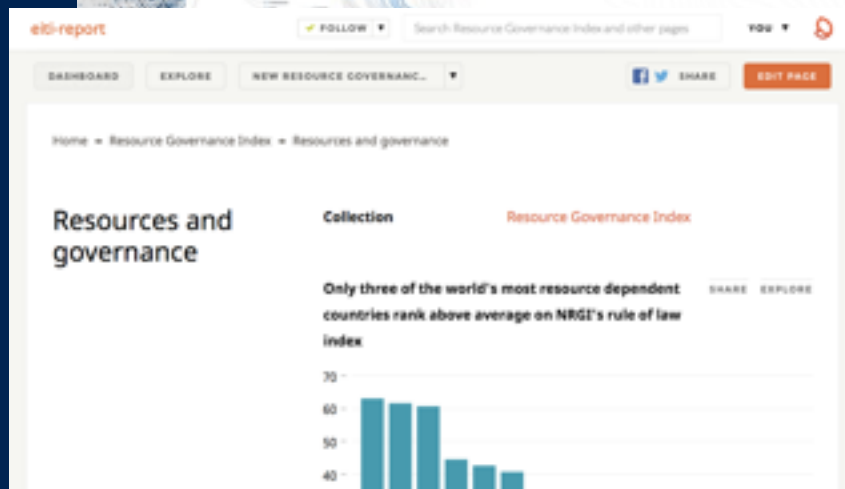 eiti-report
FOLLOW
Search Resource Governance Index and other pages
YOU
DASHBOARD
EXPLORE
NEW RESOURCE GOVERNANC...
SHARE
EDIT PAGE
Home
Resource Governance Index
Resources and governance
Resources and
governance
Collection
Resource Governance Index
Only three of the world's most resource dependent
countries rank above average on NRGI's rule of law
index
SHARE
EXPLORE
70
60
50
40